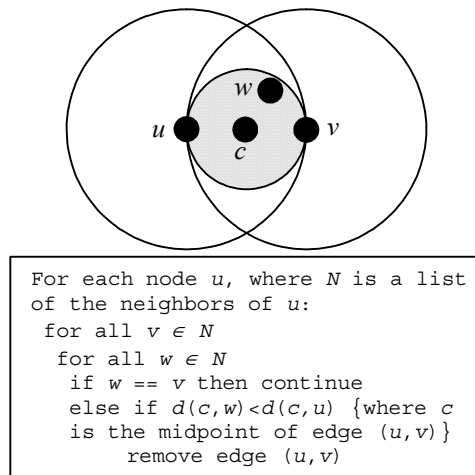 w
u
v
c
For each node u, where N is a list
of the neighbors of u:
for all v ∈ N
for all w ∈ N
if w == v then continue
else if d(c,w)<d(c,u) {where c
is the midpoint of edge (u,v)}
remove edge (u,v)